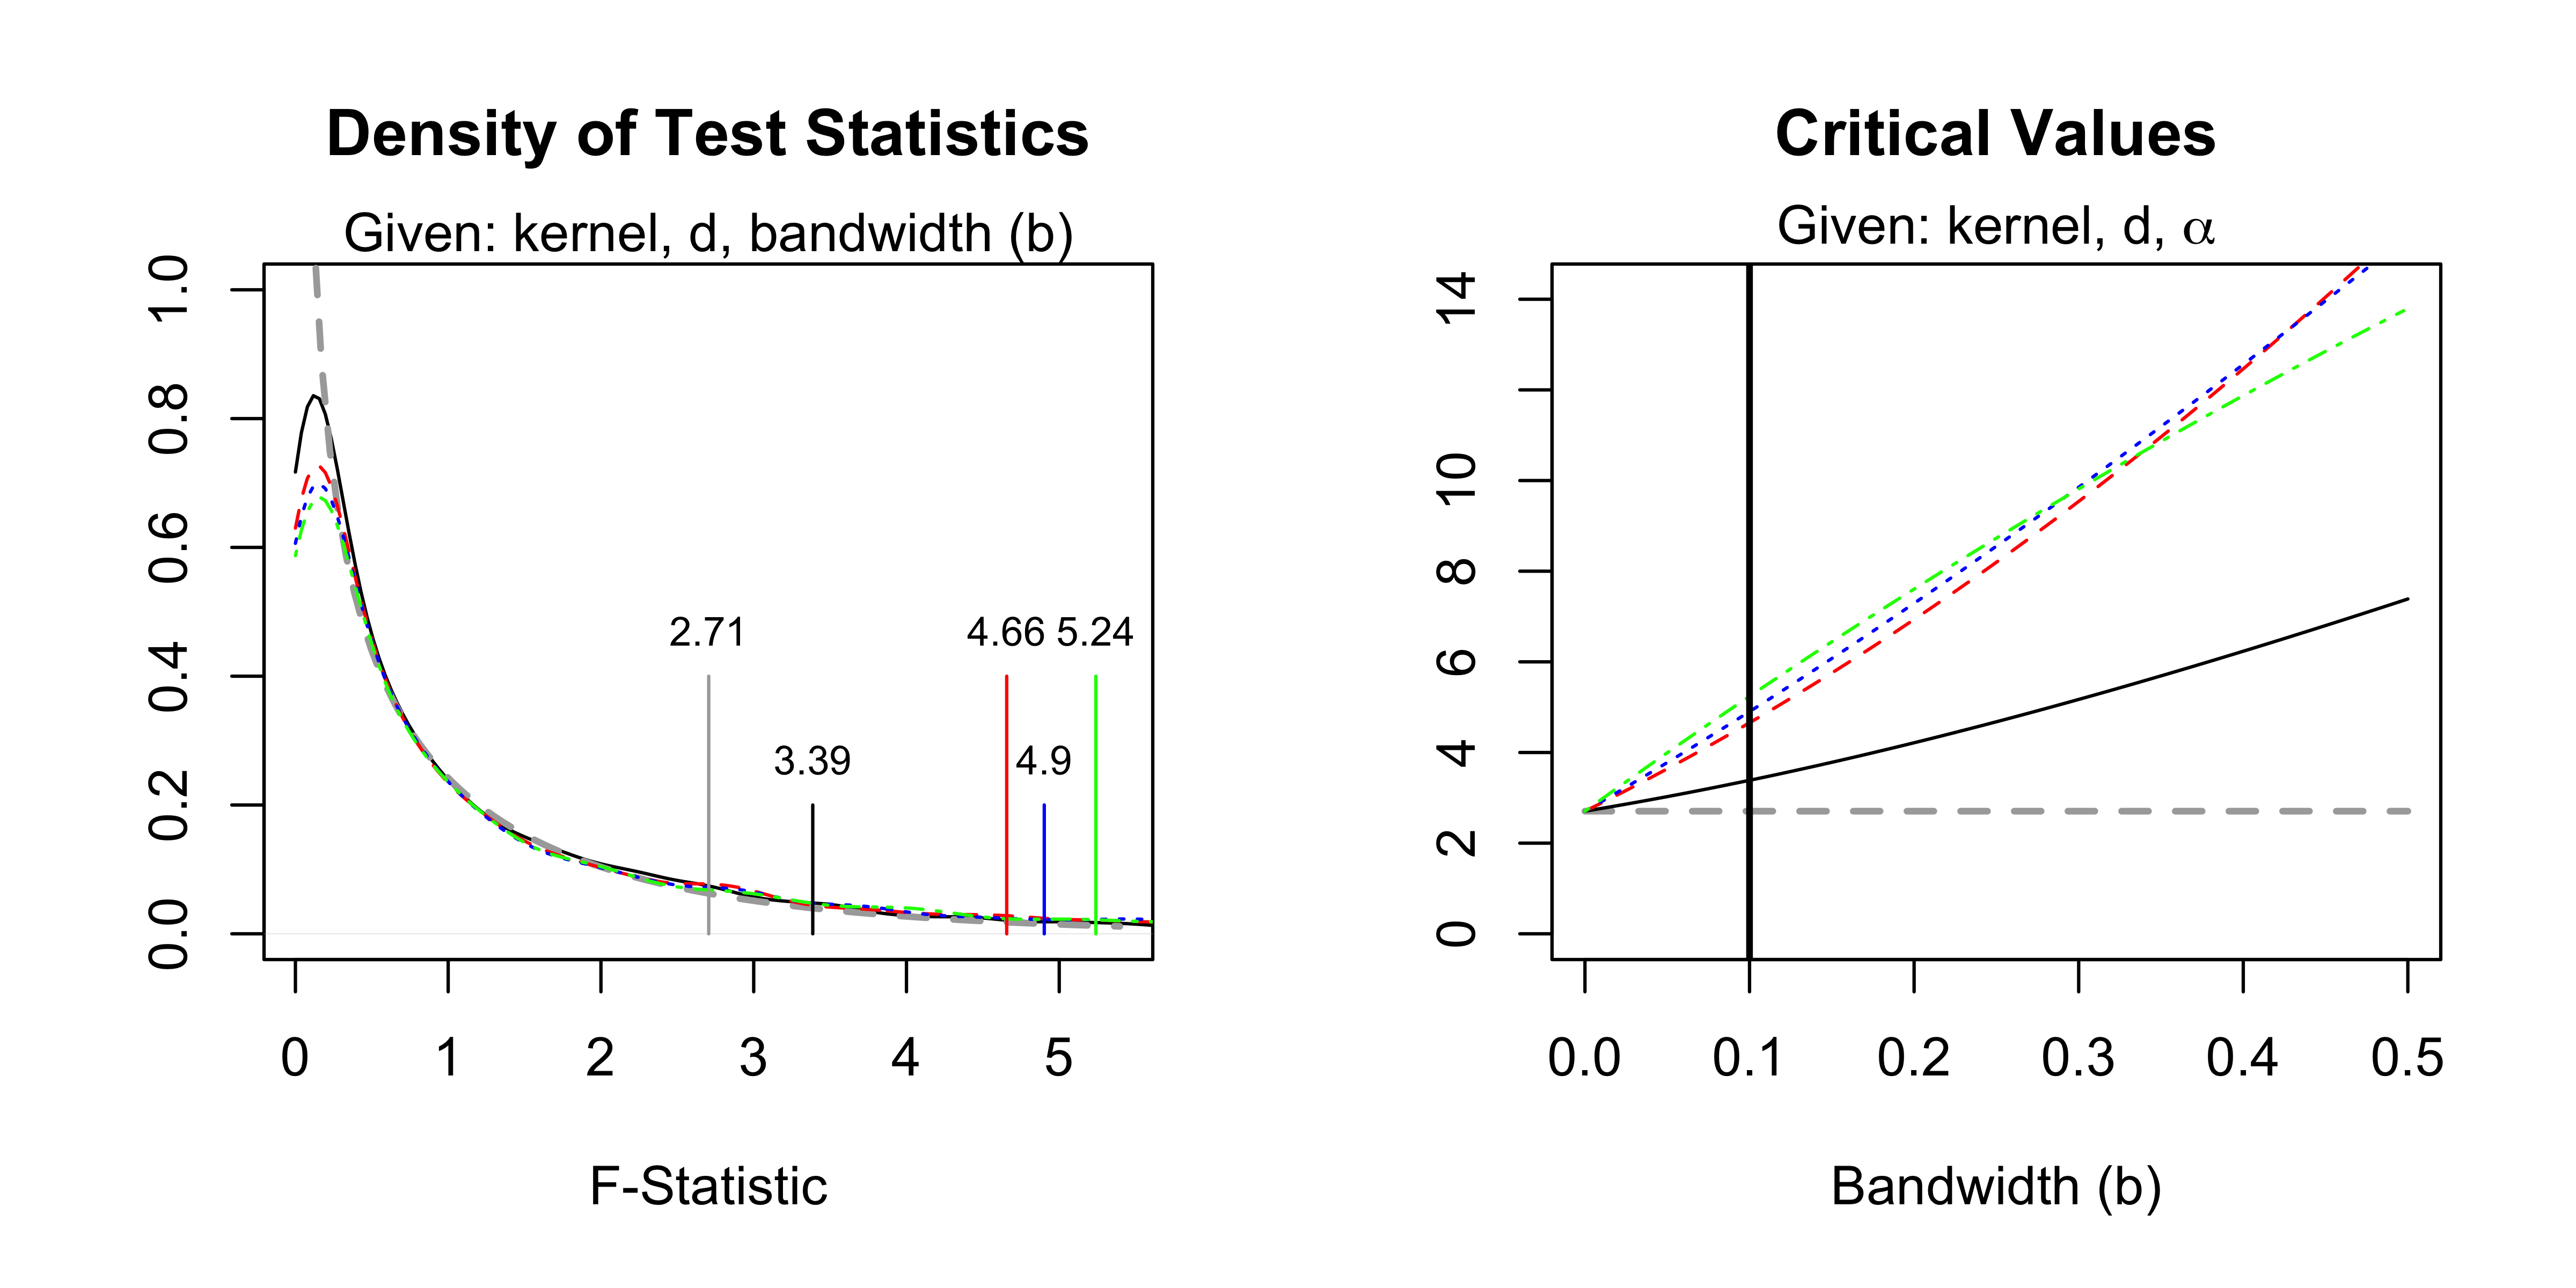 Density of Test Statistics
Given: kernel, d, bandwidth (b)
1.0
0.8
0.6
0.4
0.2
0.0
2.71
4.66
5.24
3.39
4.9
0 1 2 3 4 5
F-Statistic
Critical Values
Given: kernel, d, α
14
10
8
6
4
2
0
0.0 0.1 0.2 0.3 0.4 0.5
Bandwidth (b)